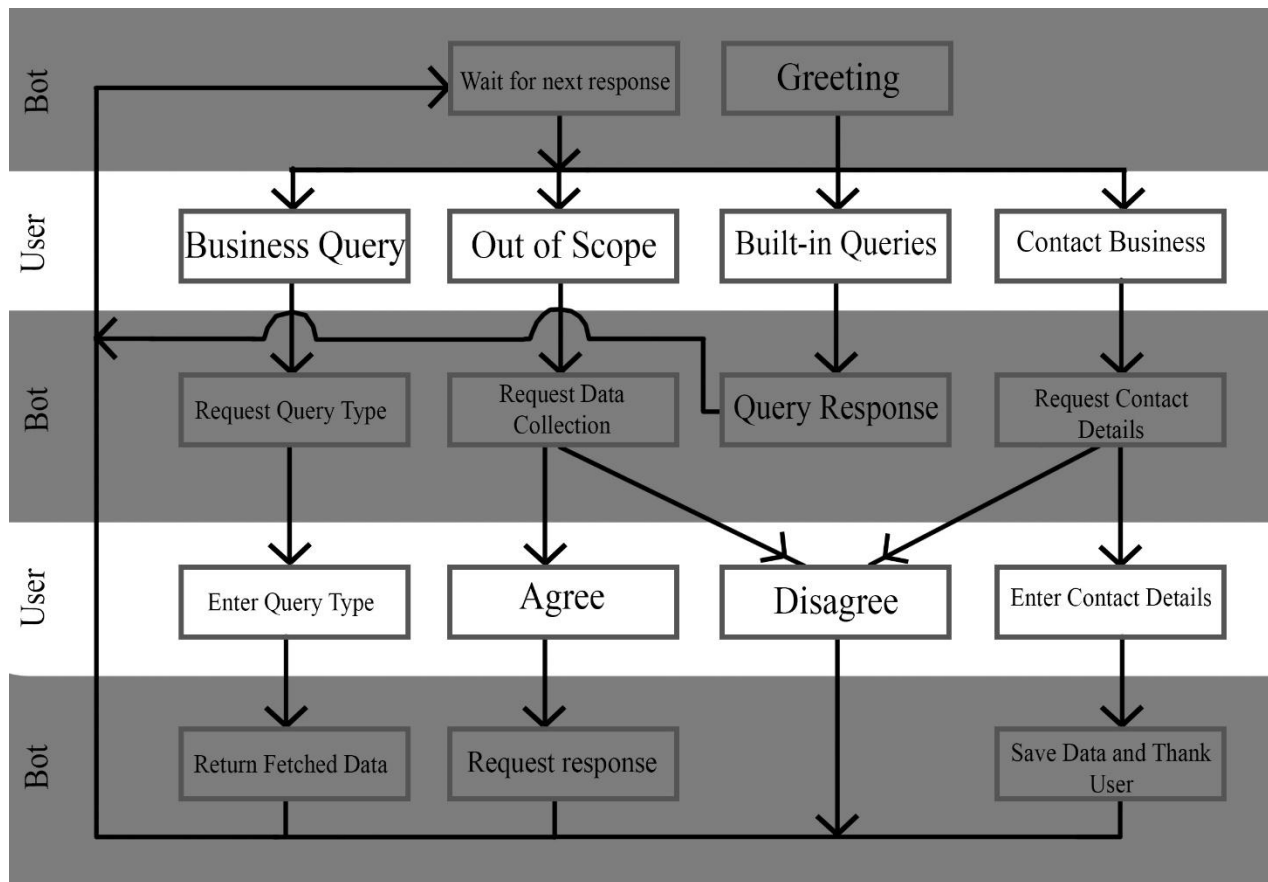 Bot
Wait for next response
Greeting
User
Business Query
Out of Scope
Built-in Queries
Contact Business
Bot
Request Query Type
Request Data
Collection
Query Response
Request Contact
Details
User
Enter Query Type
Agree
Disagree
Enter Contact Details
Bot
Return Fetched Data
Request response
Save Data and Thank
User